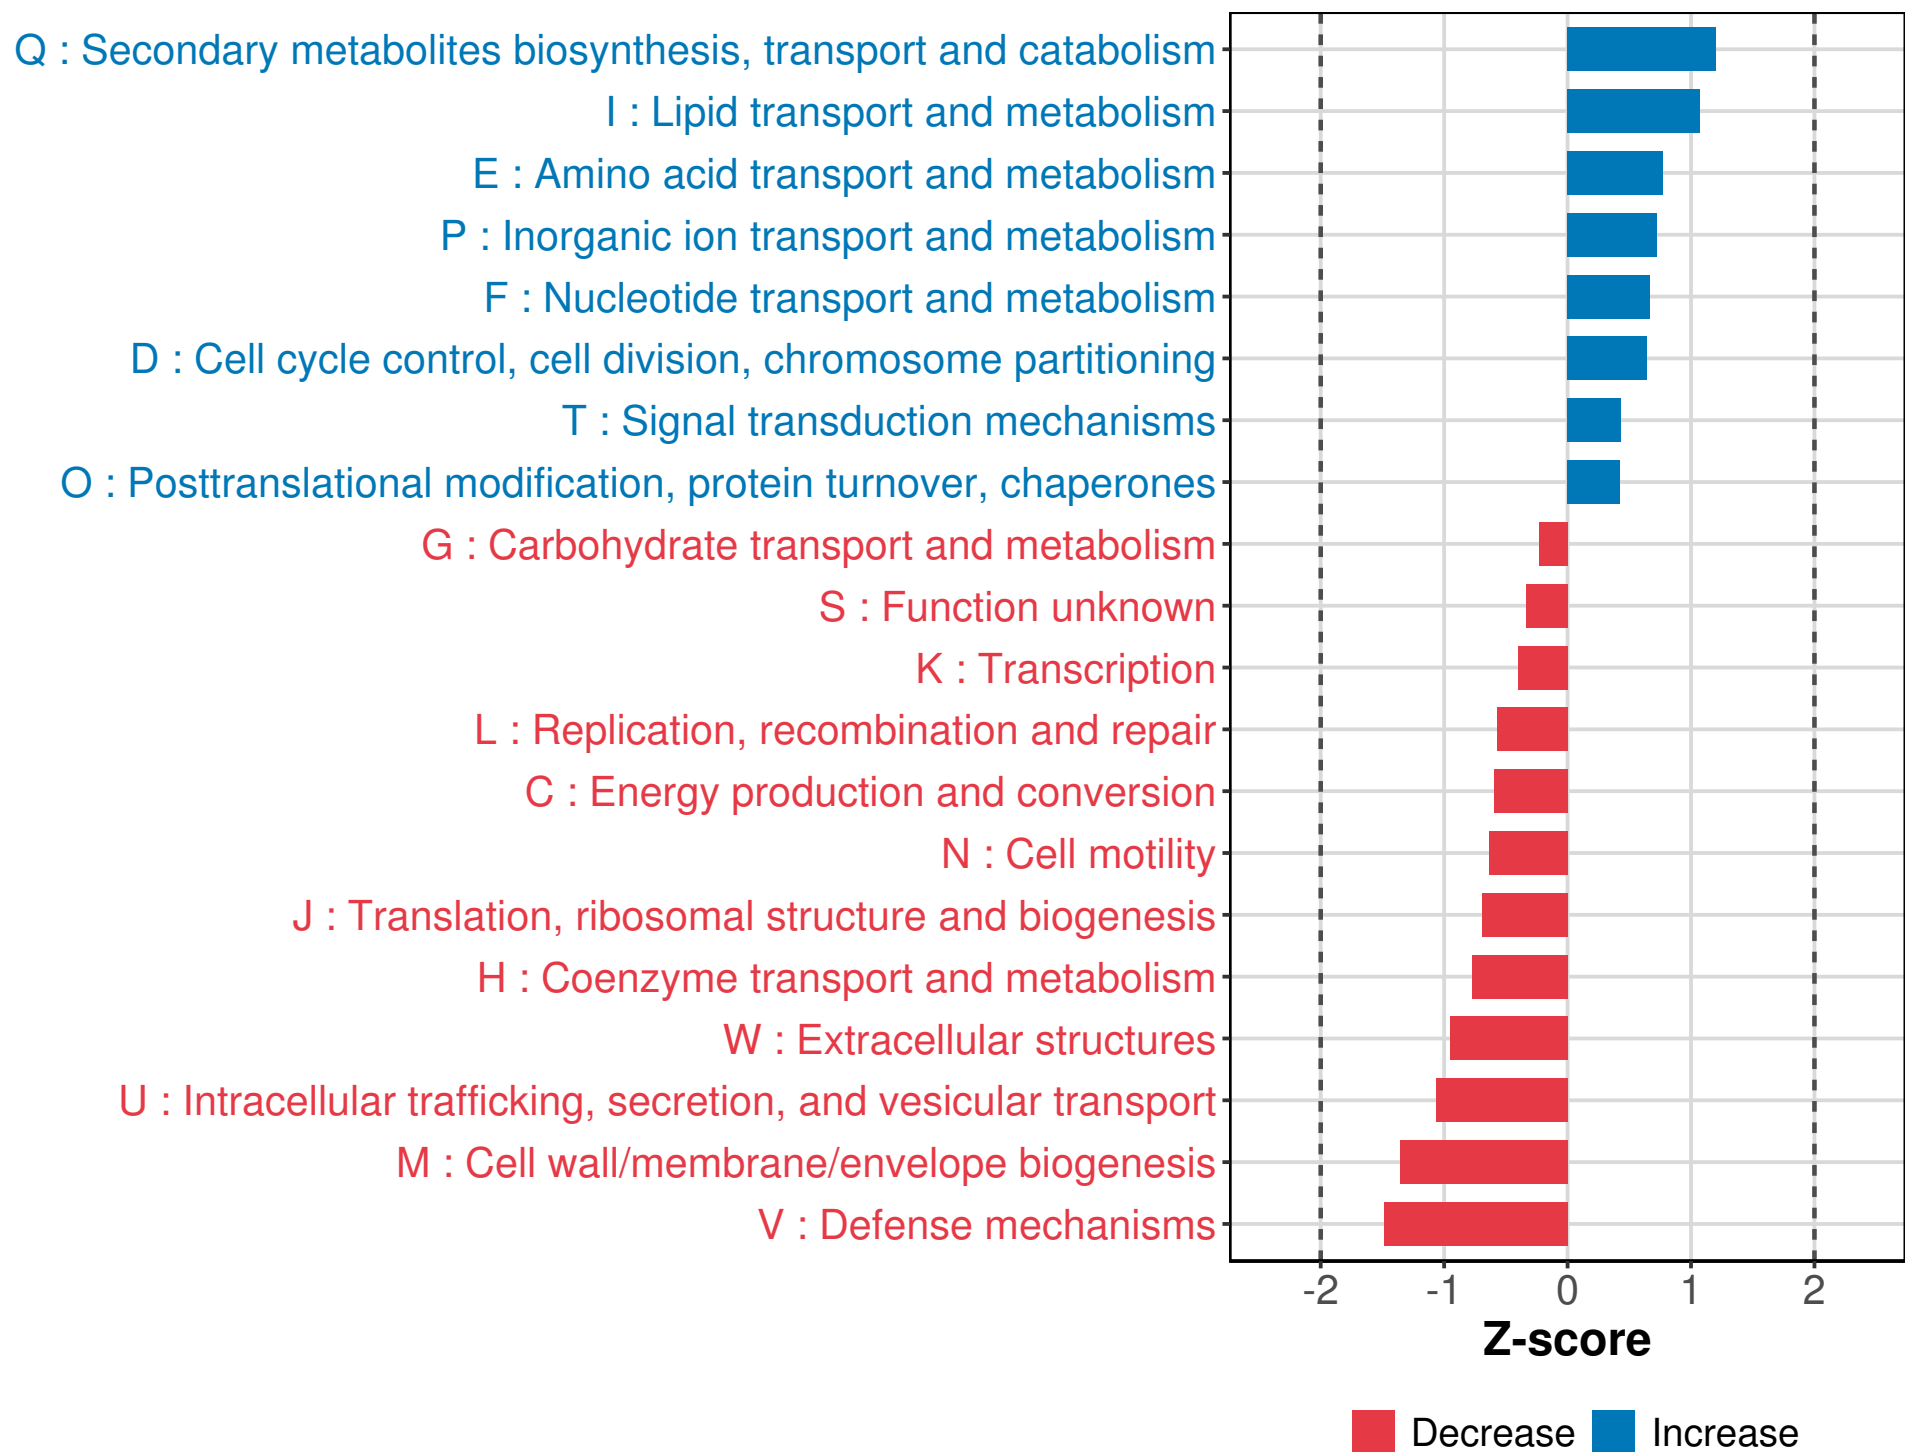 Q : Secondary metabolites biosynthesis, transport and catabolism
I : Lipid transport and metabolism
E : Amino acid transport and metabolism
P : Inorganic ion transport and metabolism
F : Nucleotide transport and metabolism
D : Cell cycle control, cell division, chromosome partitioning
T : Signal transduction mechanisms
O : Posttranslational modification, protein turnover, chaperones
G : Carbohydrate transport and metabolism
S : Function unknown
K : Transcription
L : Replication, recombination and repair
C : Energy production and conversion
N : Cell motility
J : Translation, ribosomal structure and biogenesis
H : Coenzyme transport and metabolism
W : Extracellular structures
U : Intracellular trafficking, secretion, and vesicular transport
M : Cell wall/membrane/envelope biogenesis
V : Defense mechanisms
-2 -1 0 1 2
Z-score
Decrease Increase